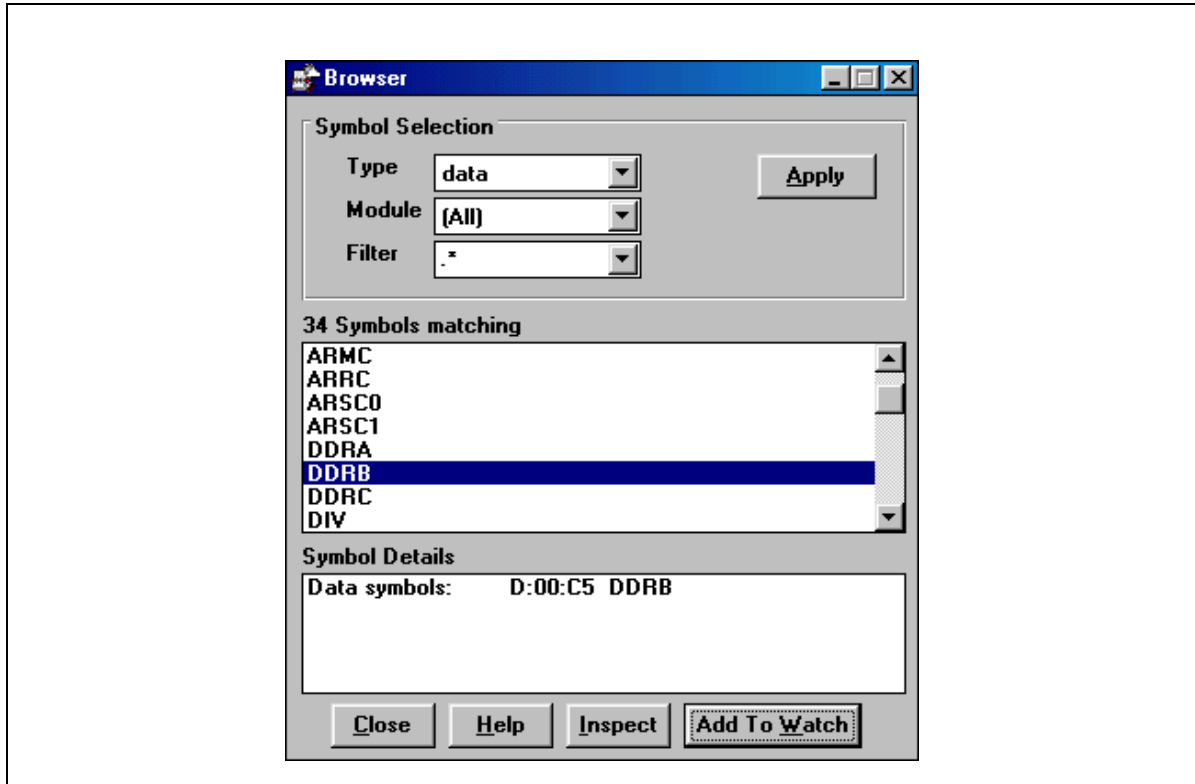 Browser
Symbol Selection
Type data
Apply
Module (All)
Filter .*
34 Symbols matching
ARMC
ARRC
ARSC0
ARSC1
DDRA
DDRB
DDRC
DIV
Symbol Details
Data symbols: D:00:C5 DDRB
Close Help Inspect Add To Watch